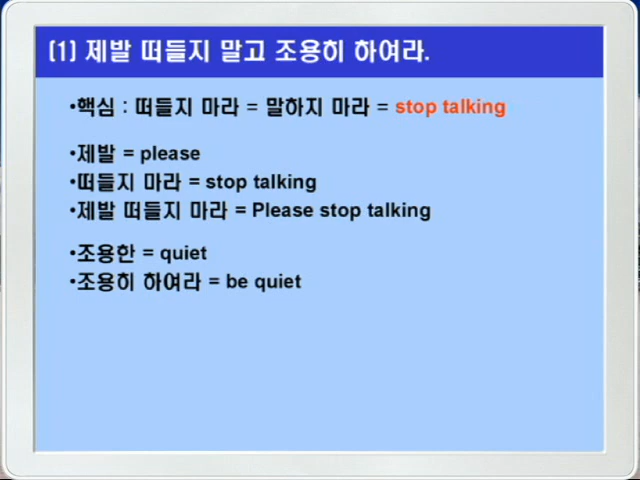 (1) 제발 떠들지 말고 조용히 하여라.
•핵심 : 떠들지 마라 = 말하지 마라 = stop talking
•제발 = please
•떠들지 마라 = stop talking
•제발 떠들지 마라 = Please stop talking
•조용한 = quiet
•조용히 하여라 = be quiet